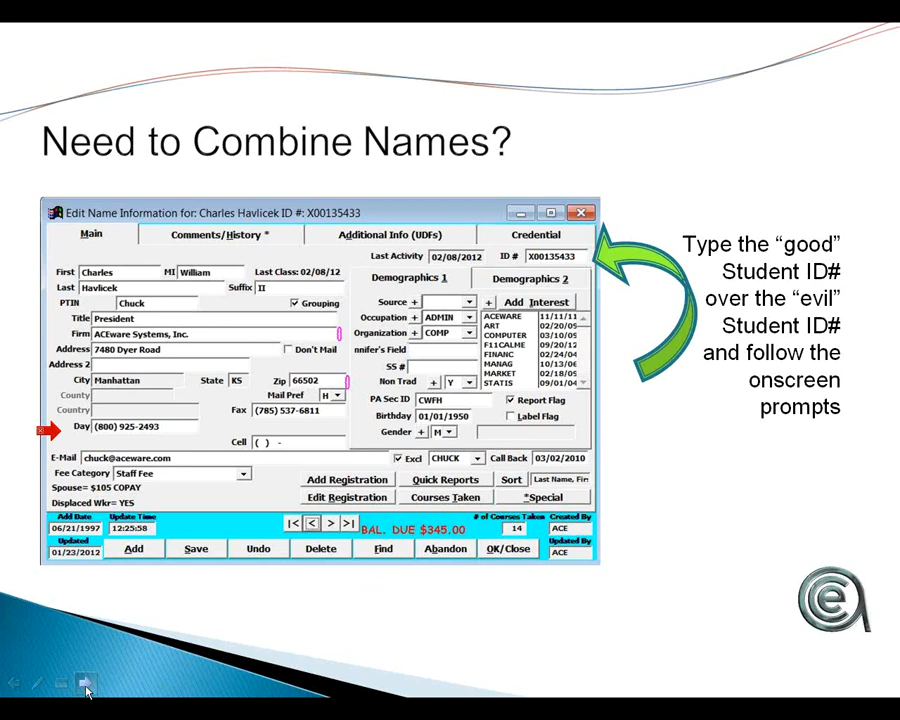 Need to Combine Names?
Edit Name Information for: Charles Havlicek ID #: X00135433
Main Comments/History * Additional Info (UDFs) Credential
Last Activity 02/08/2012 ID # X00135433
First Charles MI William Last Class: 02/08/12
Last Havlicek Suffix II
PTIN Chuck Grouping
Title President
Firm ACEware Systems, Inc.
Address 7480 Dyer Road Don't Mail
Address 2
City Manhattan State KS Zip 66502
County Mail Pref H
Country Fax (785) 537-6811
Day (800) 925-2493
Cell ( ) -
Demographics 1 Demographics 2
Source + + Add Interest
Occupation + ADMIN
Organization + COMP
nnifer's Field
SS #
Non Trad + Y
ACEWARE 11/11/11
ART 02/20/05
COMPUTER 03/10/09
F11CALME 09/20/12
FINANC 02/24/04
MANAG 10/13/06
MARKET 02/18/05
STATIS 09/01/04
PA Sec ID CWFH Report Flag
Birthday 01/01/1950 Label Flag
Gender + M
E-Mail chuck@aceware.com Excl CHUCK Call Back 03/02/2010
Fee Category Staff Fee
Spouse= $105 COPAY
Displaced Wkr= YES
Add Registration Quick Reports Sort Last Name, Fir
Edit Registration Courses Taken *Special
Add Date Update Time # of Courses Taken Created By
06/21/1997 12:25:58 |< < > >| BAL. DUE $345.00 14 ACE
Updated Updated By
01/23/2012 Add Save Undo Delete Find Abandon OK/Close ACE
Type the “good”
Student ID#
over the “evil”
Student ID#
and follow the
onscreen
prompts